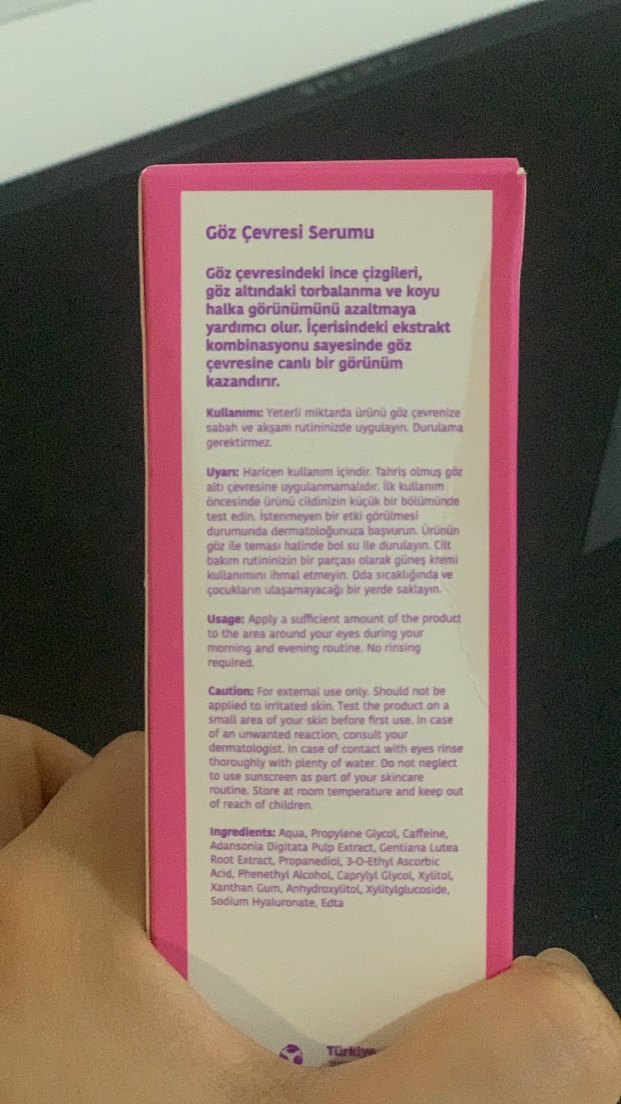 Göz Çevresi Serumu
Göz çevresindeki ince çizgileri,
göz altındaki torbalanma ve koyu
halka görünümünü azaltmaya
yardımcı olur. İçerisindeki ekstrakt
kombinasyonu sayesinde göz
çevresine canlı bir görünüm
kazandırır.
Kullanımı: Yeterli miktarda ürünü göz çevrenize
sabah ve akşam rutininizde uygulayın. Durulama
gerektirmez.
Uyarı: Haricen kullanım içindir. Tahriş olmuş göz
altı çevresine uygulanmamalıdır. İlk kullanım
öncesinde ürünü cildinizin küçük bir bölümünde
test edin. İstenmeyen bir etki görülmesi
durumunda dermatoloğunuza başvurun. Ürünün
göz ile teması halinde bol su ile durulayın. Cilt
bakım rutininizin bir parçası olarak güneş kremi
kullanımını ihmal etmeyin. Oda sıcaklığında ve
çocukların ulaşamayacağı bir yerde saklayın.
Usage: Apply a sufficient amount of the product
to the area around your eyes during your
morning and evening routine. No rinsing
required.
Caution: For external use only. Should not be
applied to irritated skin. Test the product on a
small area of your skin before first use. In case
of an unwanted reaction, consult your
dermatologist. In case of contact with eyes rinse
thoroughly with plenty of water. Do not neglect
to use sunscreen as part of your skincare
routine. Store at room temperature and keep out
of reach of children.
Ingredients: Aqua, Propylene Glycol, Caffeine,
Adansonia Digitata Pulp Extract, Gentiana Lutea
Root Extract, Propanediol, 3-O-Ethyl Ascorbic
Acid, Phenethyl Alcohol, Caprylyl Glycol, Xylitol,
Xanthan Gum, Anhydroxylitol, Xylitylglucoside,
Sodium Hyaluronate, Edta
Türkiye